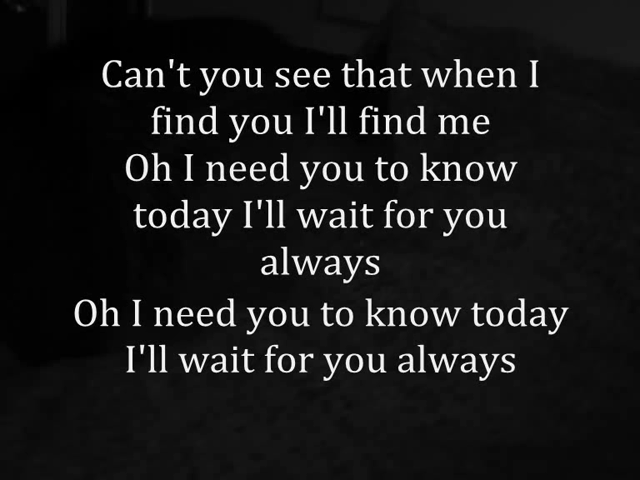 Can't you see that when I
find you I'll find me
Oh I need you to know
today I'll wait for you
always
Oh I need you to know today
I'll wait for you always